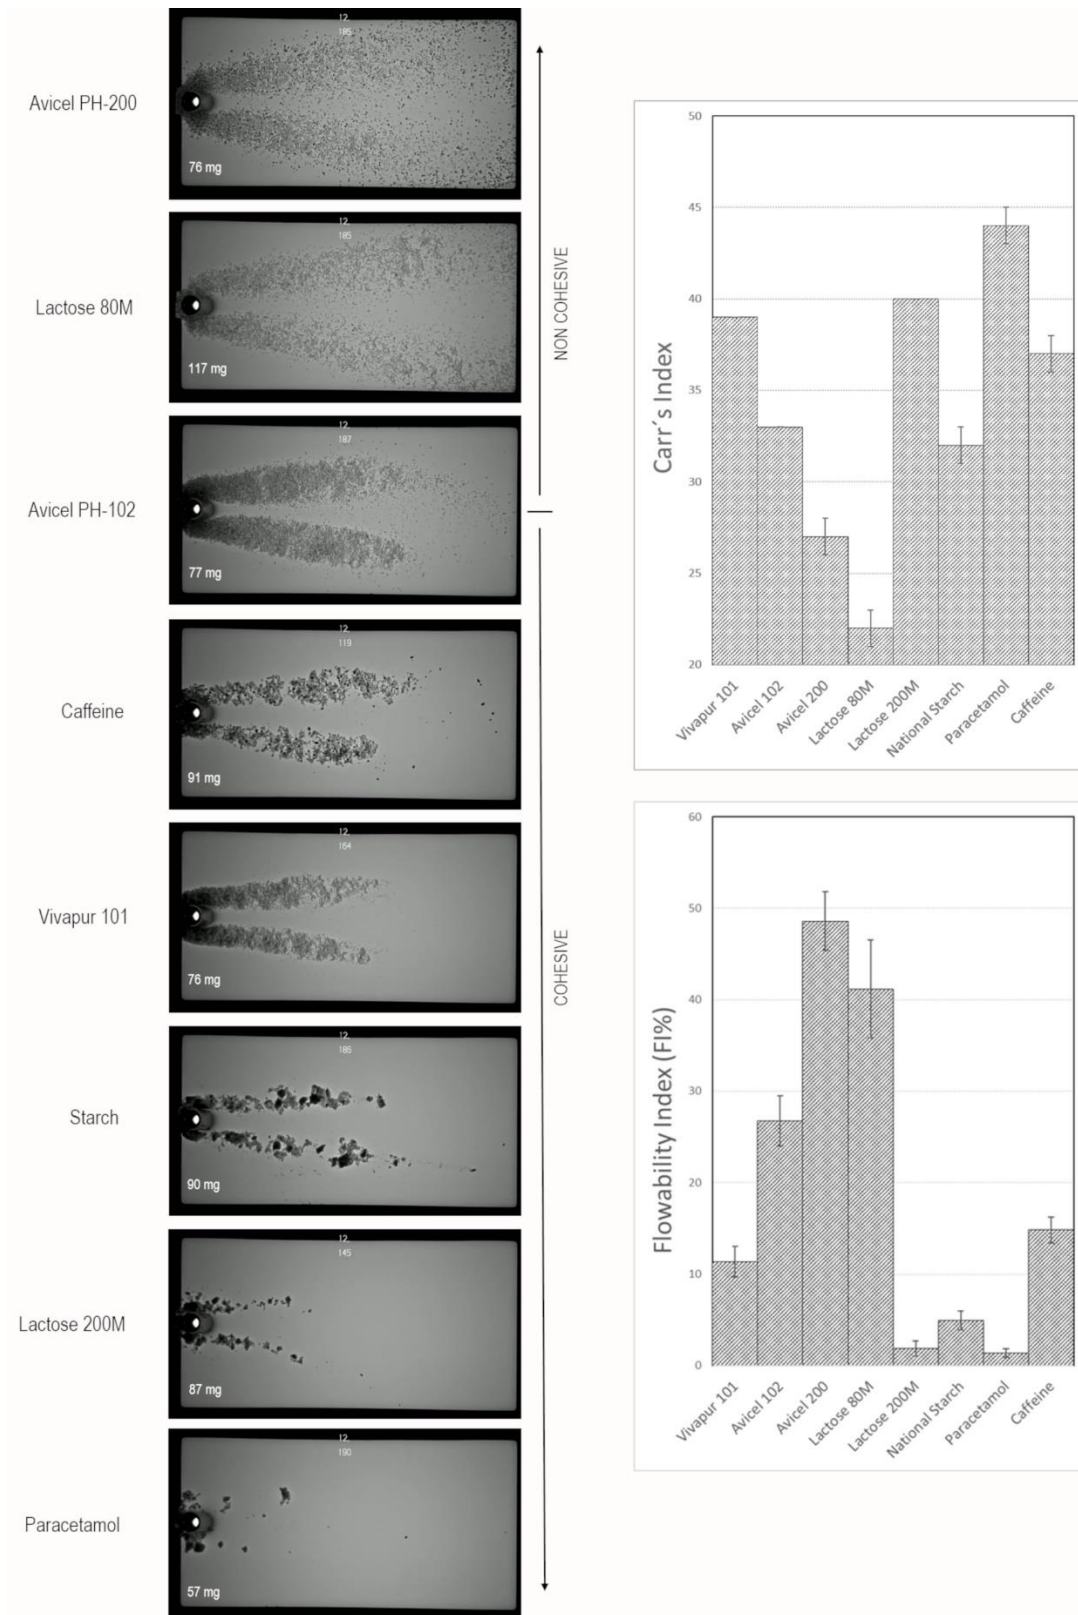 Avicel PH-200
12.
185
76 mg
Lactose 80M
12.
185
117 mg
Avicel PH-102
12.
187
77 mg
Caffeine
12.
119
91 mg
Vivapur 101
12.
164
76 mg
Starch
12.
186
90 mg
Lactose 200M
12.
145
87 mg
Paracetamol
12.
190
57 mg
NON COHESIVE
COHESIVE
50
45
40
35
30
25
20
Carr´s Index
Vivapur 101
Avicel 102
Avicel 200
Lactose 80M
Lactose 200M
National Starch
Paracetamol
Caffeine
60
50
40
30
20
10
0
Flowability Index (FI%)
Vivapur 101
Avicel 102
Avicel 200
Lactose 80M
Lactose 200M
National Starch
Paracetamol
Caffeine